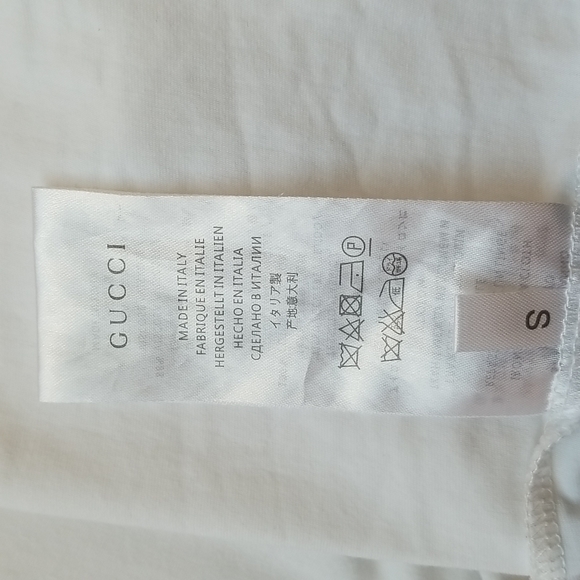 GUCCI
MADE IN ITALY
FABRIQUE EN ITALIE
HERGESTELLT IN ITALIEN
HECHO EN ITALIA
СДЕЛАНО В ИТАЛИИ
イタリア製
产地意大利
P
低
S